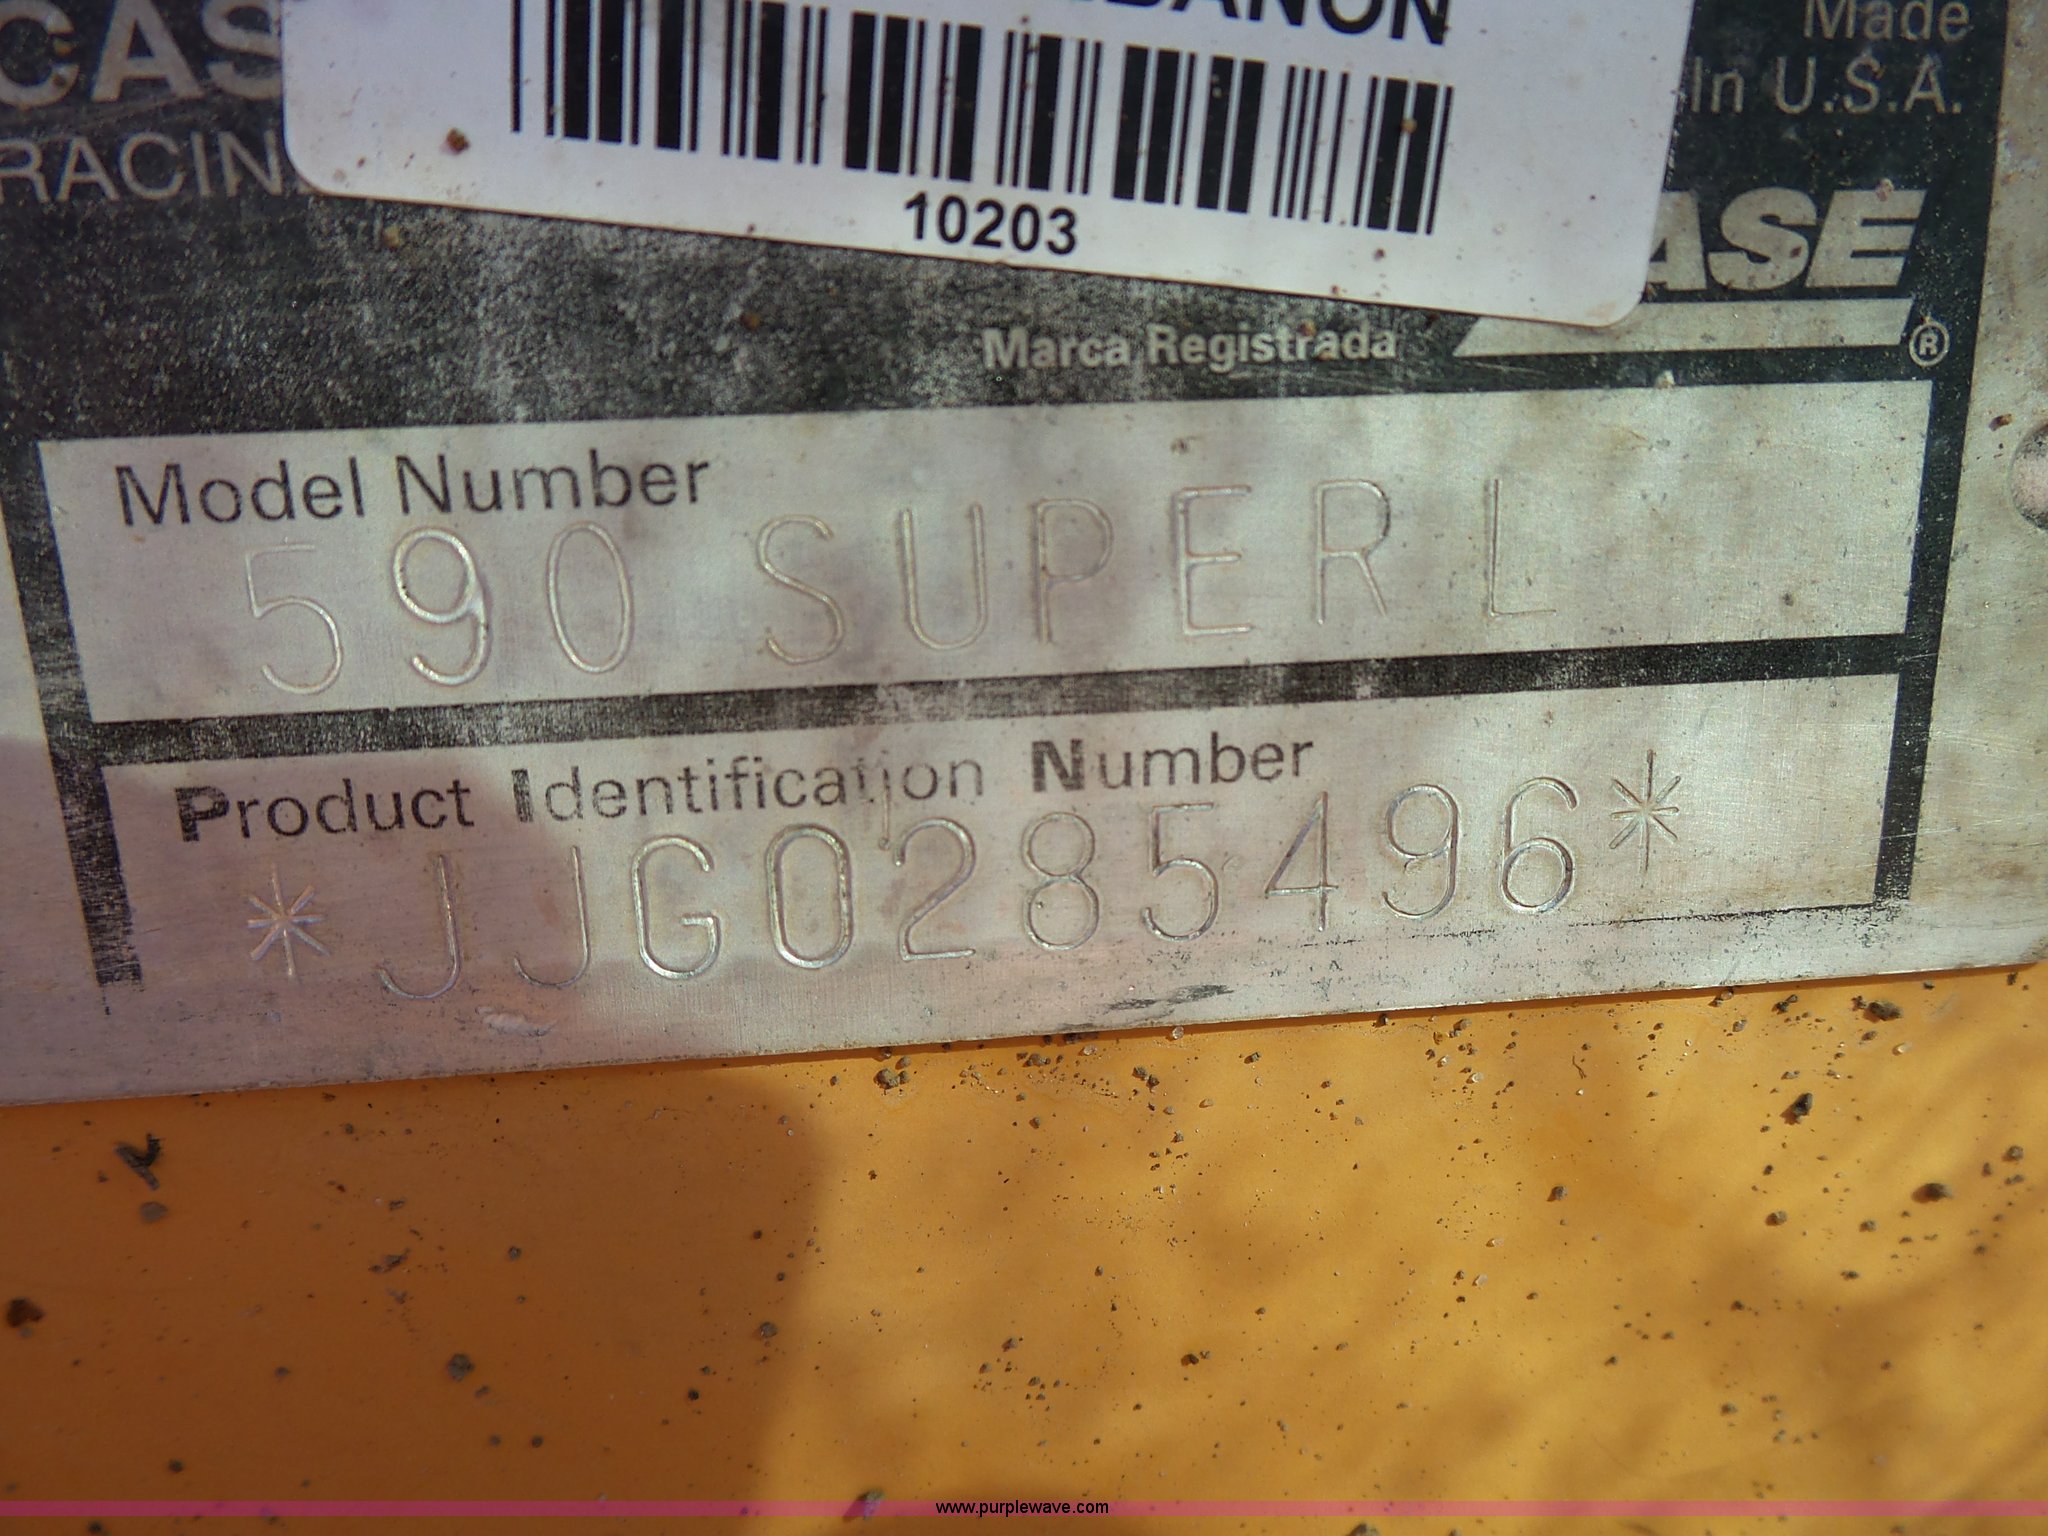 CAS
RACIN
BANON
10203
Made
In U.S.A.
ASE
®
Marca Registrada
Model Number
590 SUPER L
Product Identification Number
*JJG0285496*
www.purplewave.com